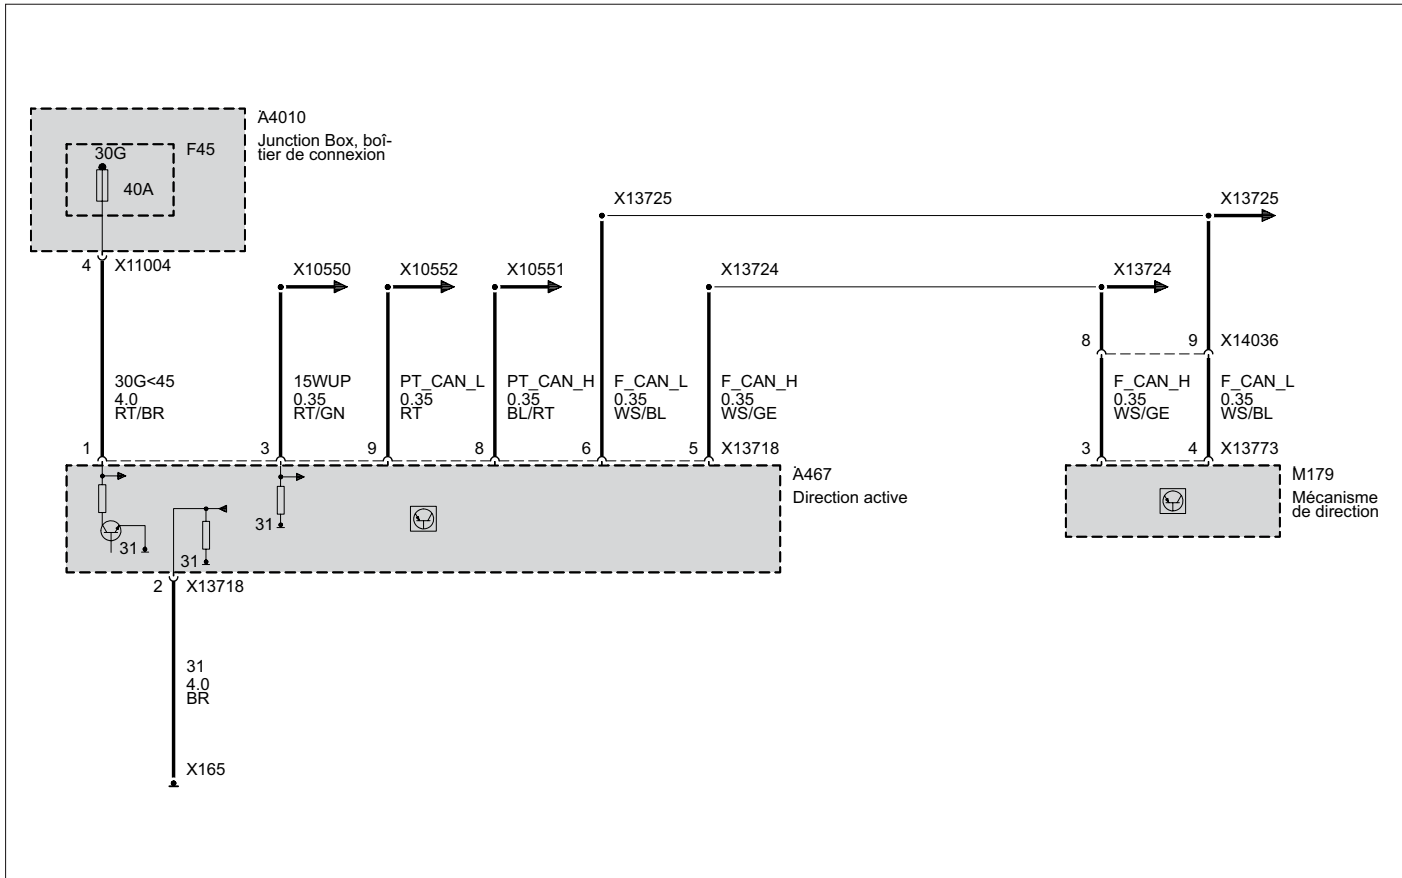 A4010
Junction Box, boî-
tier de connexion
30G
F45
40A
4
X11004
X13725
X13725
X10550
X10552
X10551
X13724
X13724
8
9
X14036
30G<45
4.0
RT/BR
15WUP
0.35
RT/GN
PT_CAN_L
0.35
RT
PT_CAN_H
0.35
BL/RT
F_CAN_L
0.35
WS/BL
F_CAN_H
0.35
WS/GE
F_CAN_H
0.35
WS/GE
F_CAN_L
0.35
WS/BL
1
3
9
8
6
5
X13718
3
4
X13773
A467
Direction active
M179
Mécanisme
de direction
31
31
31
2
X13718
31
4.0
BR
X165